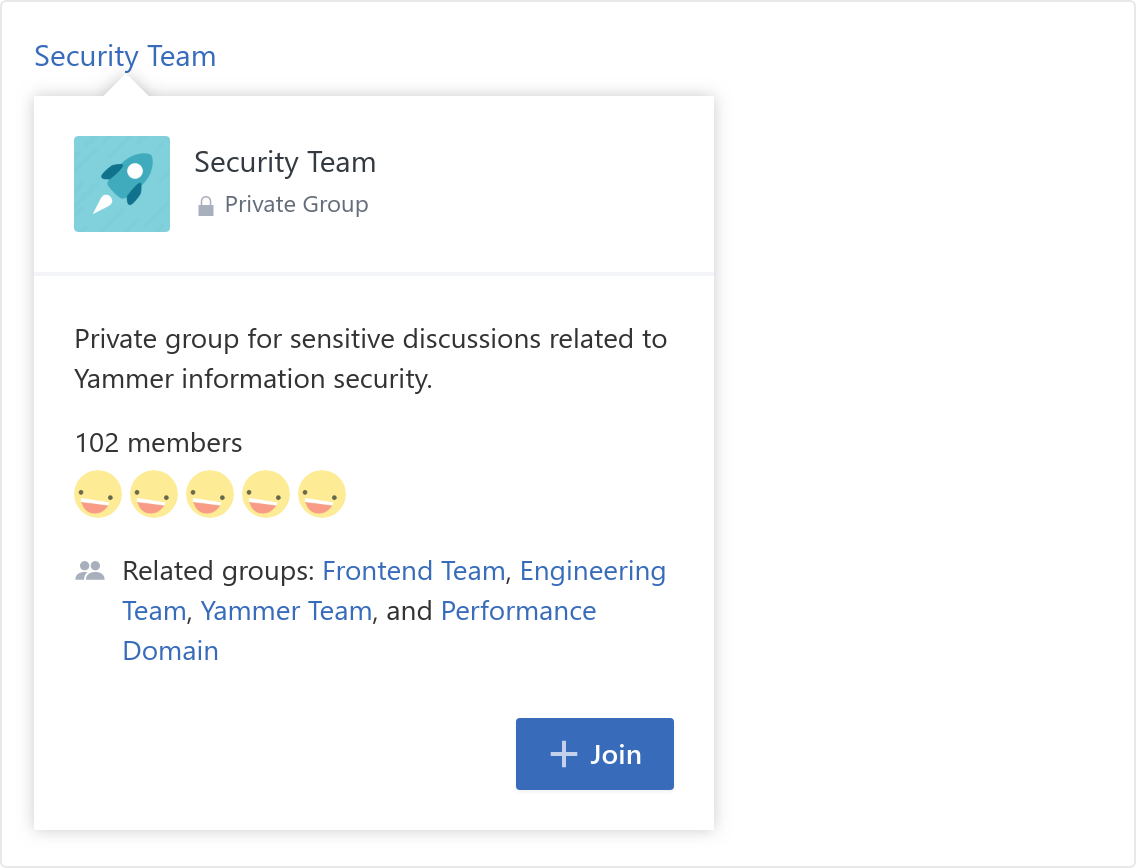 Security Team
Security Team
Private Group
Private group for sensitive discussions related to
Yammer information security.
102 members
Related groups: Frontend Team, Engineering
Team, Yammer Team, and Performance
Domain
Join